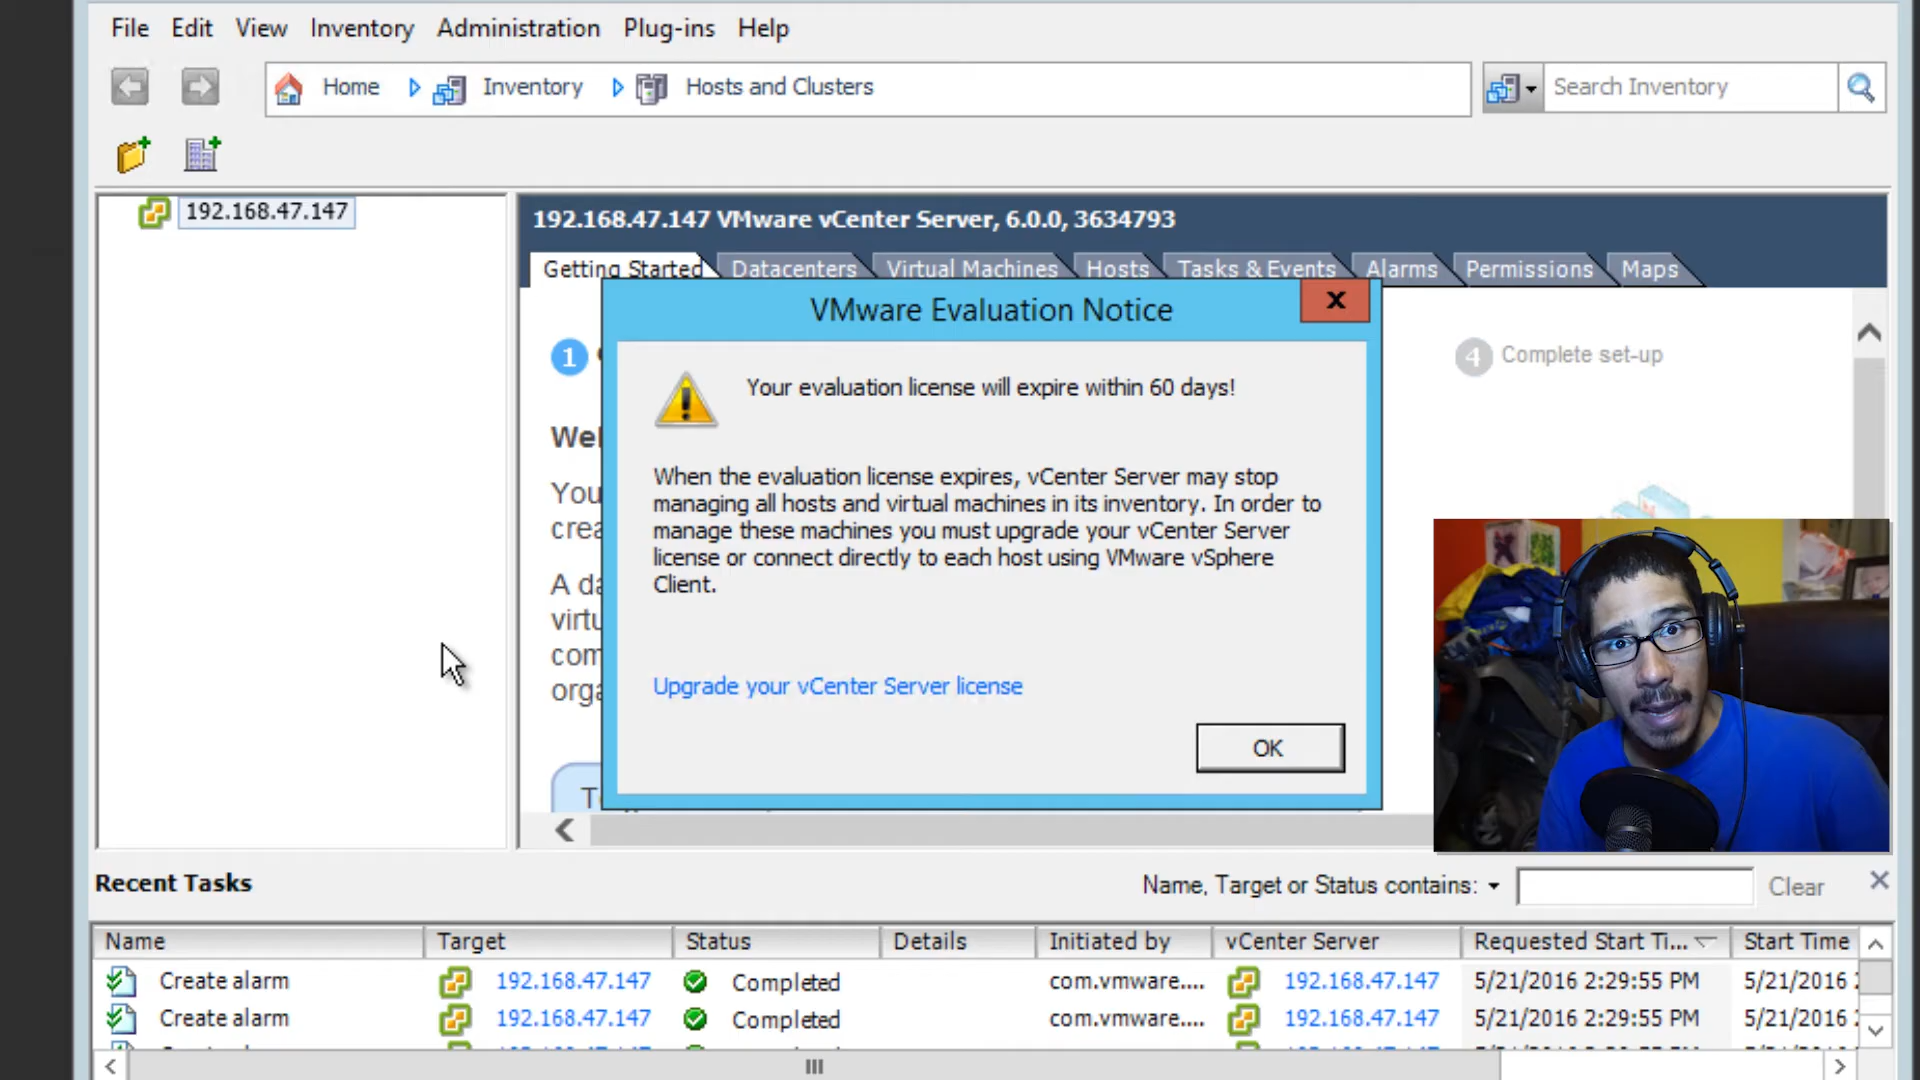 File Edit View Inventory Administration Plug-ins Help
Home Inventory Hosts and Clusters Search Inventory
192.168.47.147
192.168.47.147 VMware vCenter Server, 6.0.0, 3634793
Getting Started Datacenters Virtual Machines Hosts Tasks & Events Alarms Permissions Maps
VMware Evaluation Notice
x
1
4 Complete set-up
Your evaluation license will expire within 60 days!
When the evaluation license expires, vCenter Server may stop
managing all hosts and virtual machines in its inventory. In order to
manage these machines you must upgrade your vCenter Server
license or connect directly to each host using VMware vSphere
Client.
Upgrade your vCenter Server license
OK
Wel
You
crea
A da
virtu
com
orga
Recent Tasks Name, Target or Status contains: Clear
Name Target Status Details Initiated by vCenter Server Requested Start Ti... Start Time
Create alarm 192.168.47.147 Completed com.vmware.... 192.168.47.147 5/21/2016 2:29:55 PM 5/21/2016
Create alarm 192.168.47.147 Completed com.vmware.... 192.168.47.147 5/21/2016 2:29:55 PM 5/21/2016